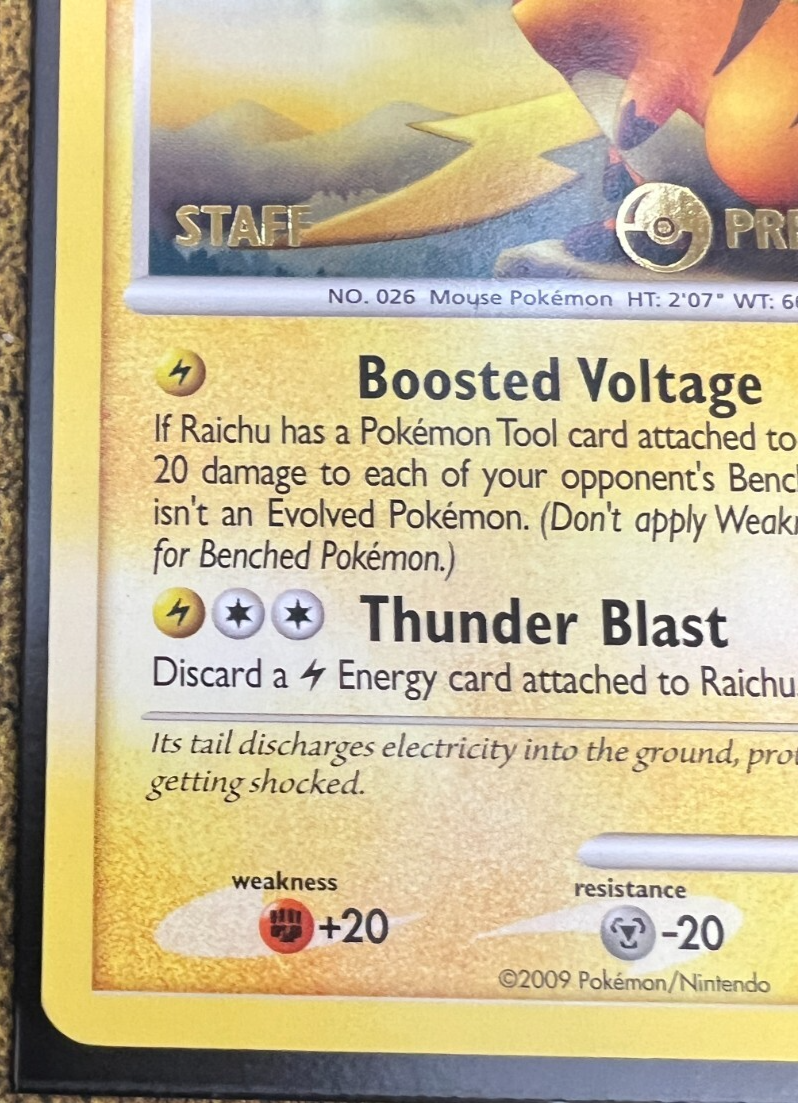 STAFF PRE
NO. 026 Mouse Pokémon HT: 2'07" WT: 6
Boosted Voltage
If Raichu has a Pokémon Tool card attached to
20 damage to each of your opponent's Benc
isn't an Evolved Pokémon. (Don't apply Weak
for Benched Pokémon.)
Thunder Blast
Discard a Energy card attached to Raichu
Its tail discharges electricity into the ground, pro
getting shocked.
weakness resistance
+20 -20
©2009 Pokémon/Nintendo